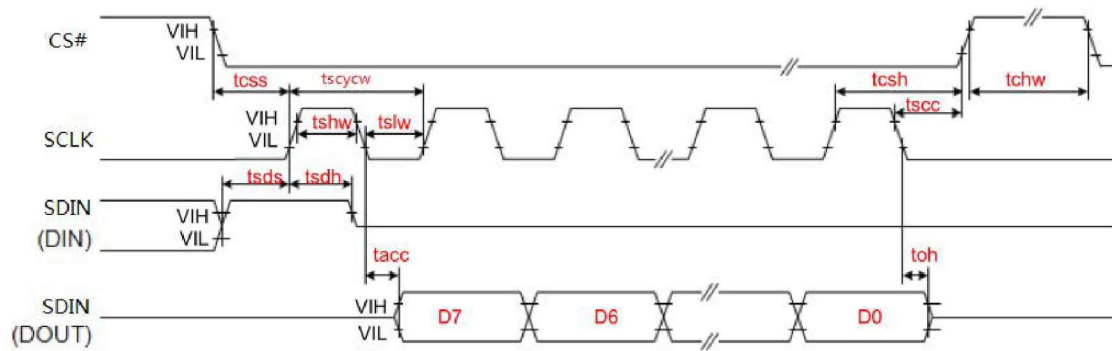 CS#
VIH
VIL
tcss
tscycw
tcsh
tchw
tscc
SCLK
VIH
VIL
tshw
tslw
SDIN
(DIN)
VIH
VIL
tsds
tsdh
tacc
toh
SDIN
(DOUT)
VIH
VIL
D7
D6
D0